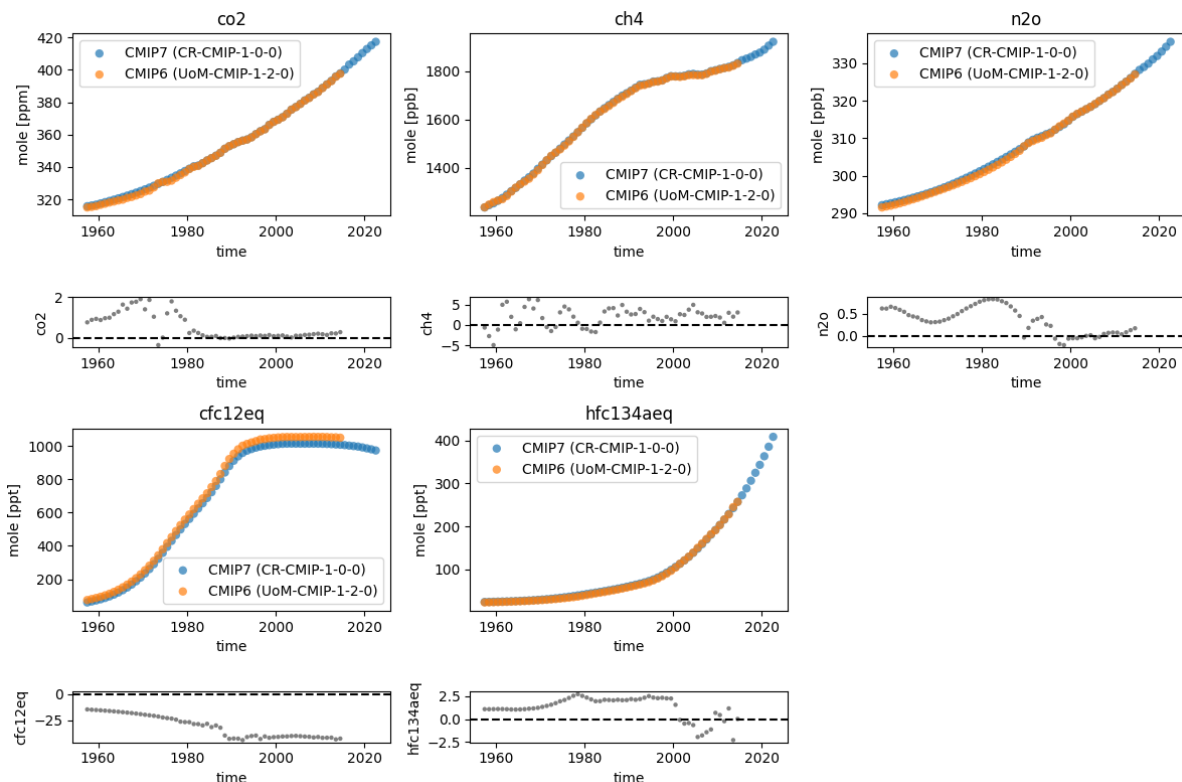 co2
mole [ppm]
420
400
380
360
340
320
CMIP7 (CR-CMIP-1-0-0)
CMIP6 (UoM-CMIP-1-2-0)
1960 1980 2000 2020
time
ch4
mole [ppb]
1800
1600
1400
CMIP7 (CR-CMIP-1-0-0)
CMIP6 (UoM-CMIP-1-2-0)
1960 1980 2000 2020
time
n2o
mole [ppb]
330
320
310
300
290
CMIP7 (CR-CMIP-1-0-0)
CMIP6 (UoM-CMIP-1-2-0)
1960 1980 2000 2020
time
co2
2
0
1960 1980 2000 2020
time
ch4
5
0
−5
1960 1980 2000 2020
time
n2o
0.5
0.0
1960 1980 2000 2020
time
cfc12eq
mole [ppt]
1000
800
600
400
200
CMIP7 (CR-CMIP-1-0-0)
CMIP6 (UoM-CMIP-1-2-0)
1960 1980 2000 2020
time
hfc134aeq
mole [ppt]
400
300
200
100
CMIP7 (CR-CMIP-1-0-0)
CMIP6 (UoM-CMIP-1-2-0)
1960 1980 2000 2020
time
cfc12eq
0
−25
1960 1980 2000 2020
time
hfc134aeq
2.5
0.0
−2.5
1960 1980 2000 2020
time